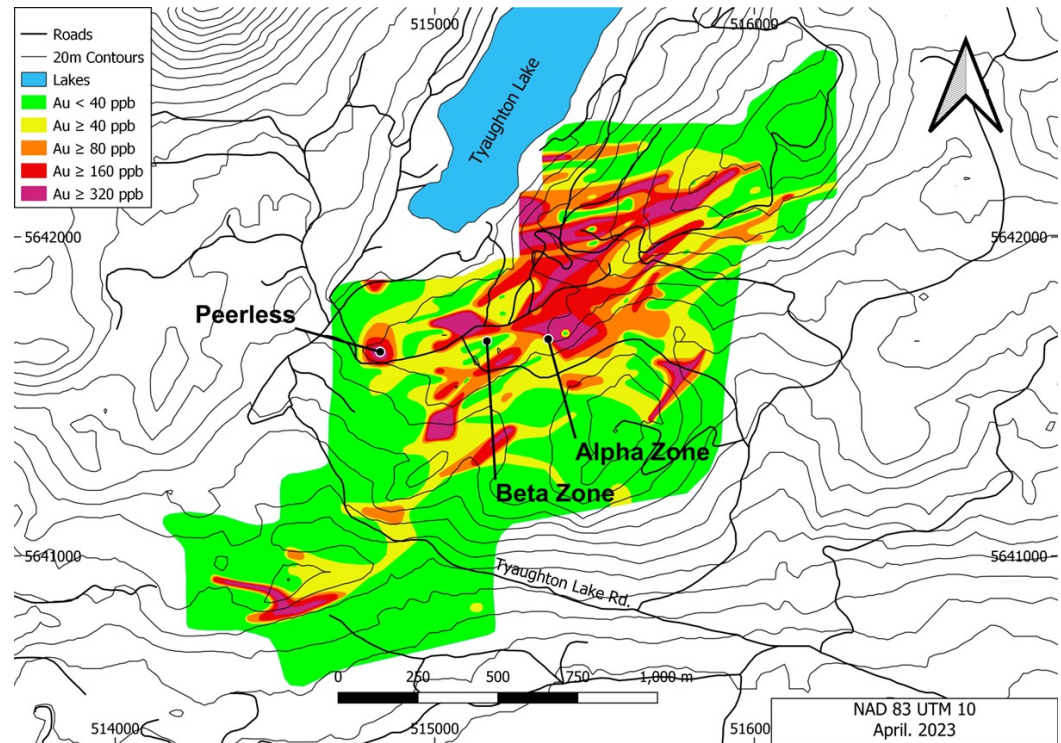 515000
516000
Roads
20m Contours
Lakes
Au < 40 ppb
Au ≥ 40 ppb
Au ≥ 80 ppb
Au ≥ 160 ppb
Au ≥ 320 ppb
Tyaughton Lake
5642000
5642000
Peerless
Alpha Zone
Beta Zone
5641000
5641000
Tyaughton Lake Rd.
0 250 500 750 1,000 m
514000
515000
51600
NAD 83 UTM 10
April. 2023